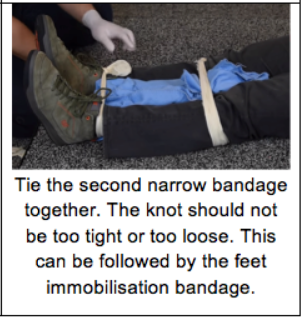 Tie the second narrow bandage
together. The knot should not
be too tight or too loose. This
can be followed by the feet
immobilisation bandage.